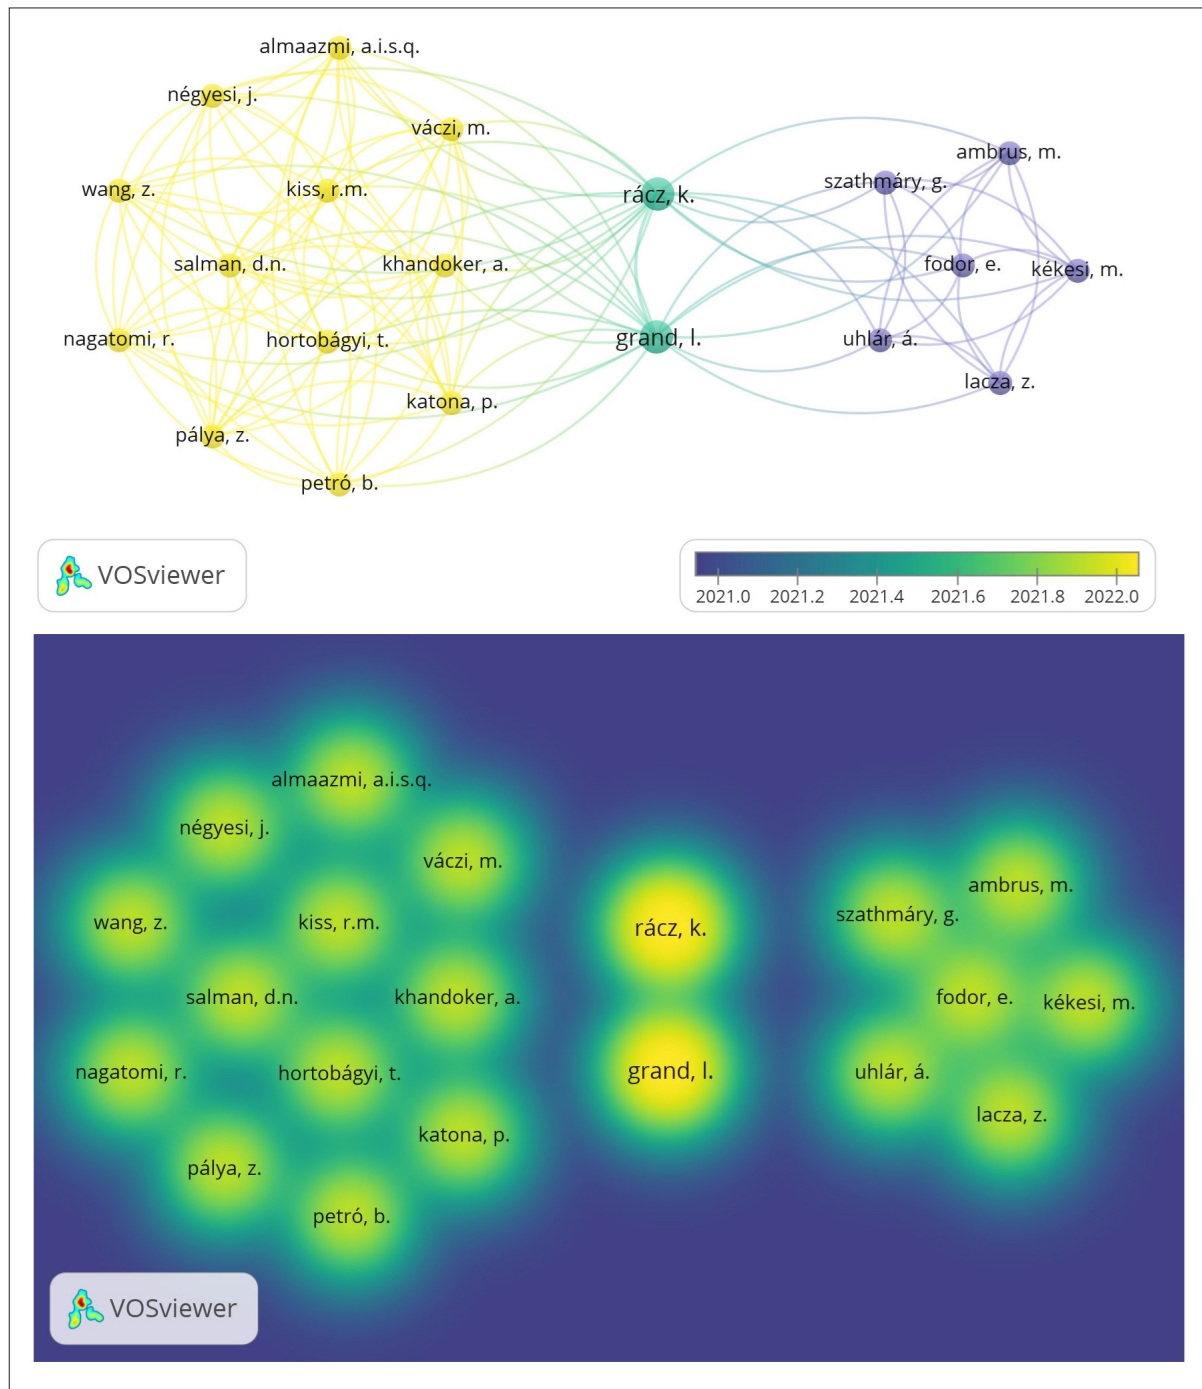 almaazmi, a.i.s.q.
négyesi, j.
váczi, m.
ambrus, m.
szathmáry, g.
wang, z.
kiss, r.m.
rácz, k.
salman, d.n.
khandoker, a.
fodor, e.
kékesi, m.
nagatomi, r.
hortobágyi, t.
grand, l.
uhlár, á.
lacza, z.
katona, p.
pálya, z.
petró, b.
VOSviewer
2021.0 2021.2 2021.4 2021.6 2021.8 2022.0
almaazmi, a.i.s.q.
négyesi, j.
váczi, m.
ambrus, m.
szathmáry, g.
wang, z.
kiss, r.m.
rácz, k.
salman, d.n.
khandoker, a.
fodor, e.
kékesi, m.
nagatomi, r.
hortobágyi, t.
grand, l.
uhlár, á.
lacza, z.
katona, p.
pálya, z.
petró, b.
VOSviewer